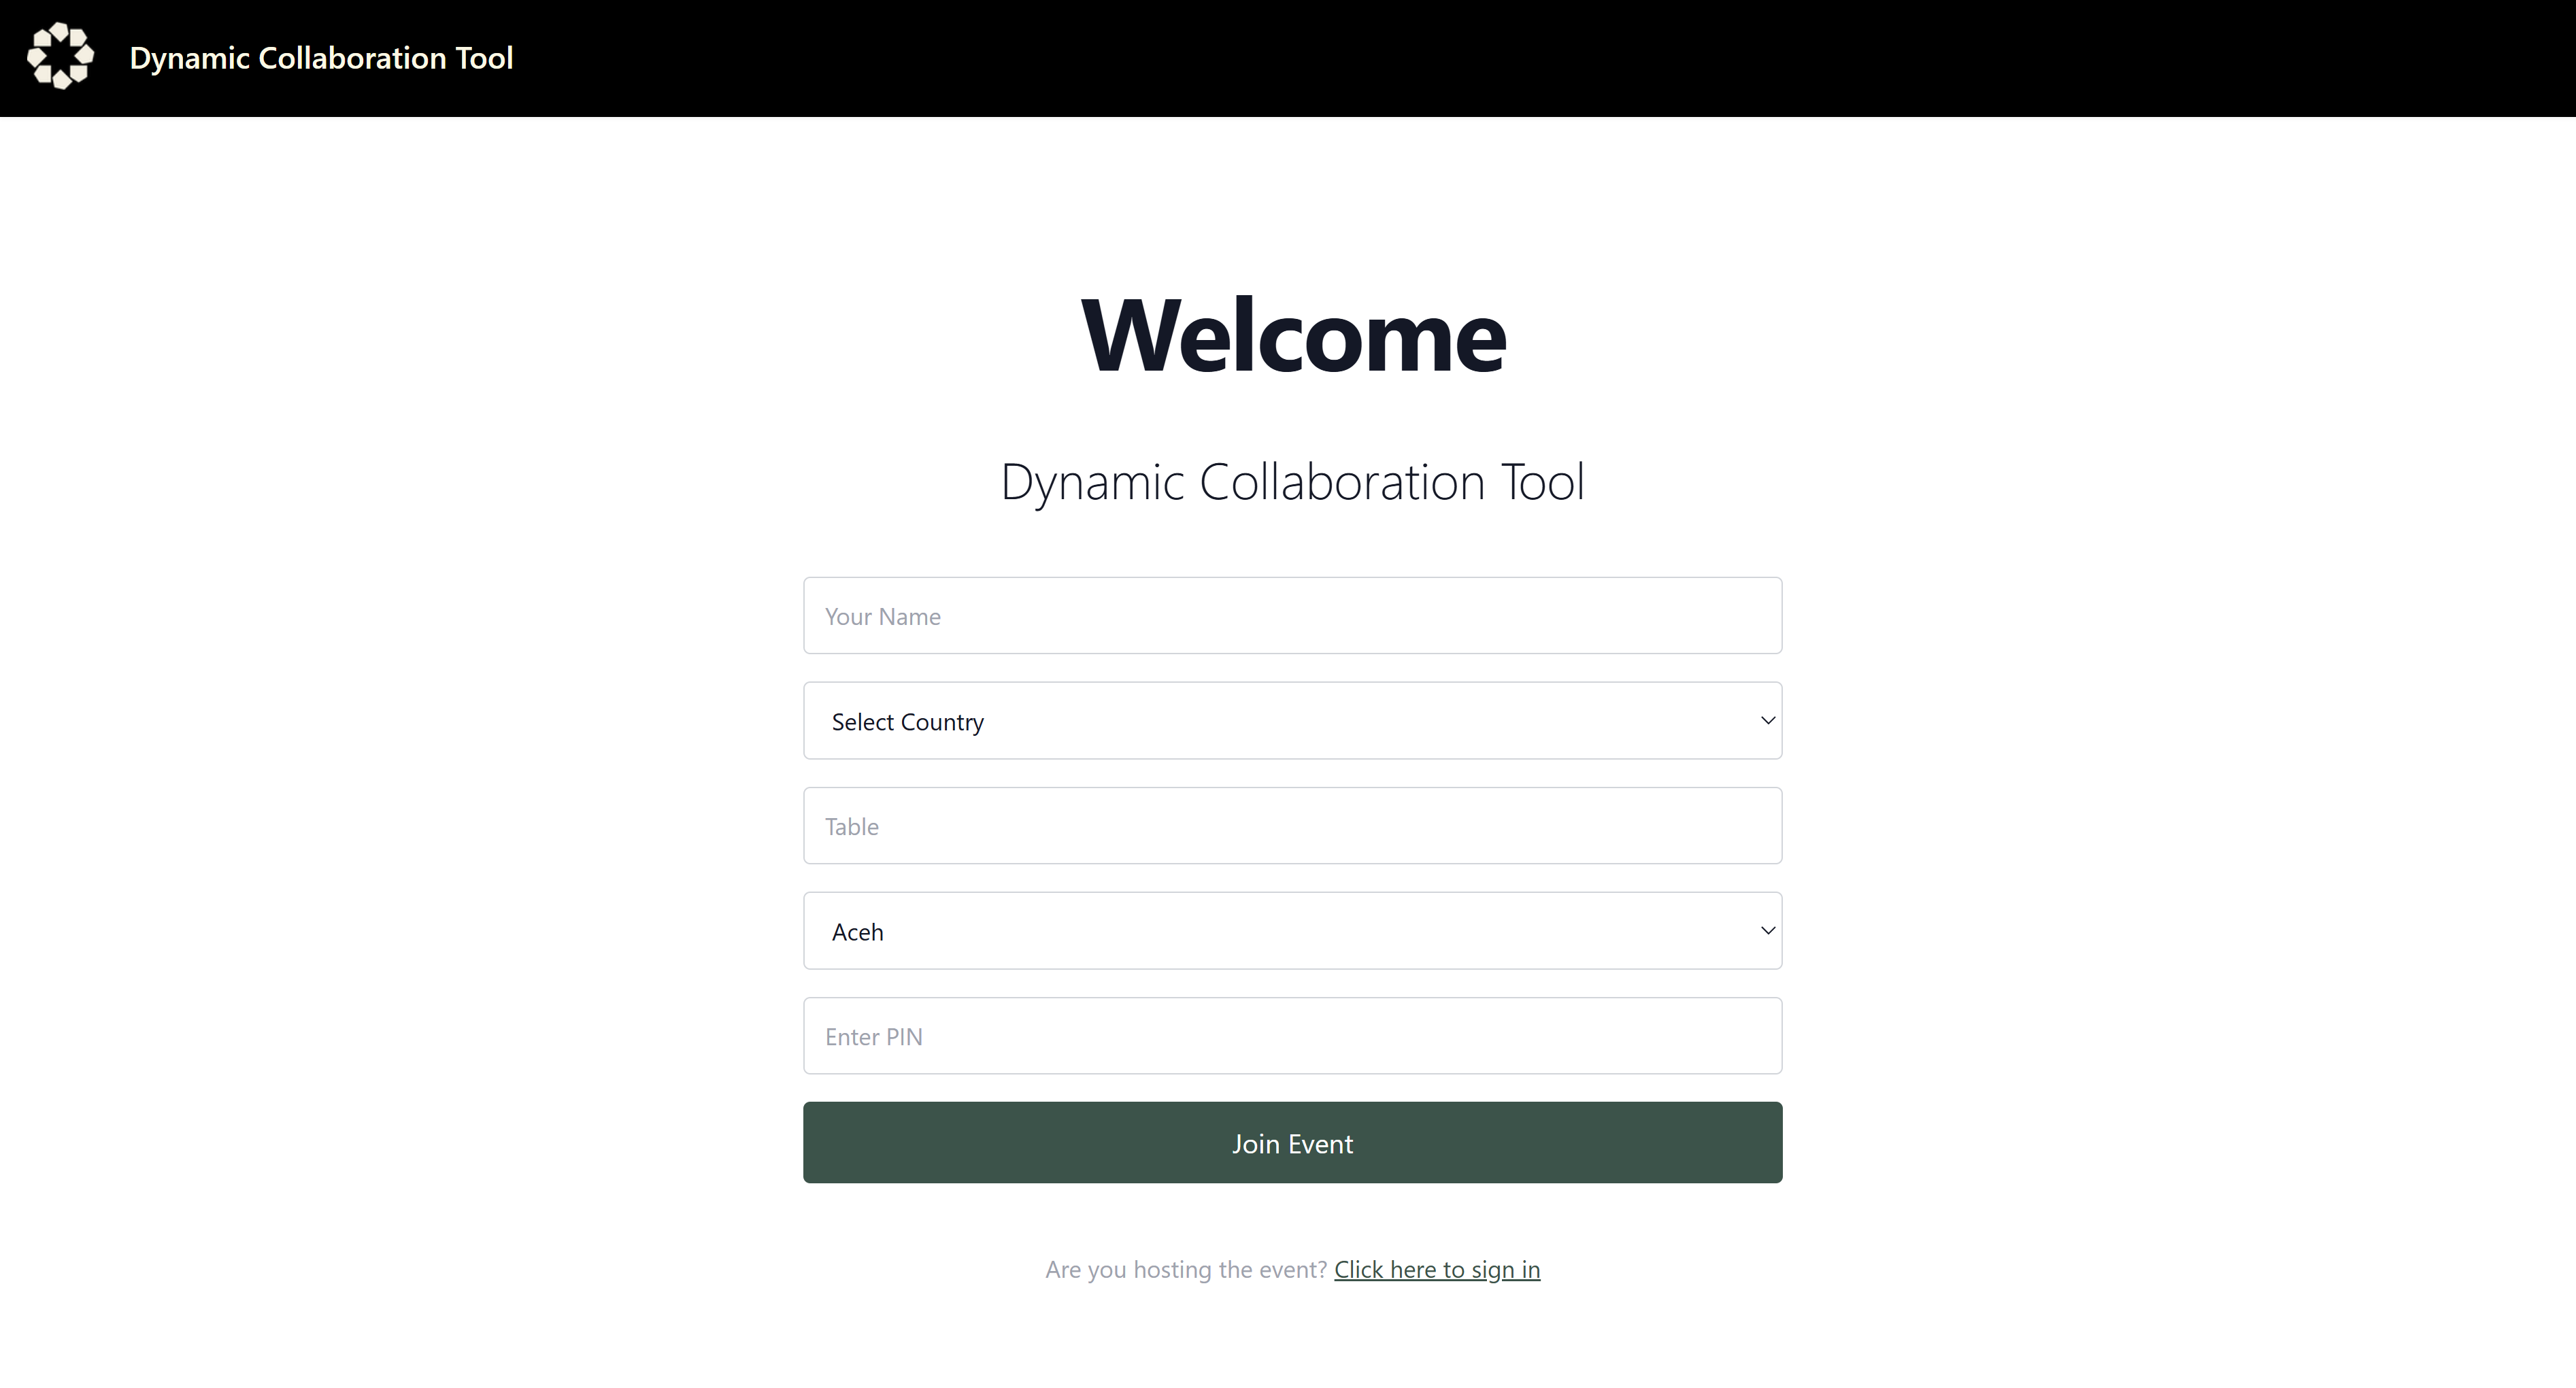 Dynamic Collaboration Tool
Welcome
Dynamic Collaboration Tool
Your Name
Select Country
Table
Aceh
Enter PIN
Join Event
Are you hosting the event? Click here to sign in